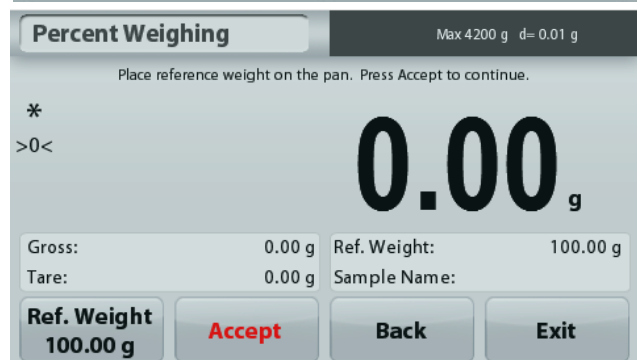 Percent Weighing
Max 4200 g d= 0.01 g
Place reference weight on the pan. Press Accept to continue.
*
>0<
0.00 g
Gross: 0.00 g Ref. Weight: 100.00 g
Tare: 0.00 g Sample Name:
Ref. Weight
100.00 g
Accept
Back
Exit